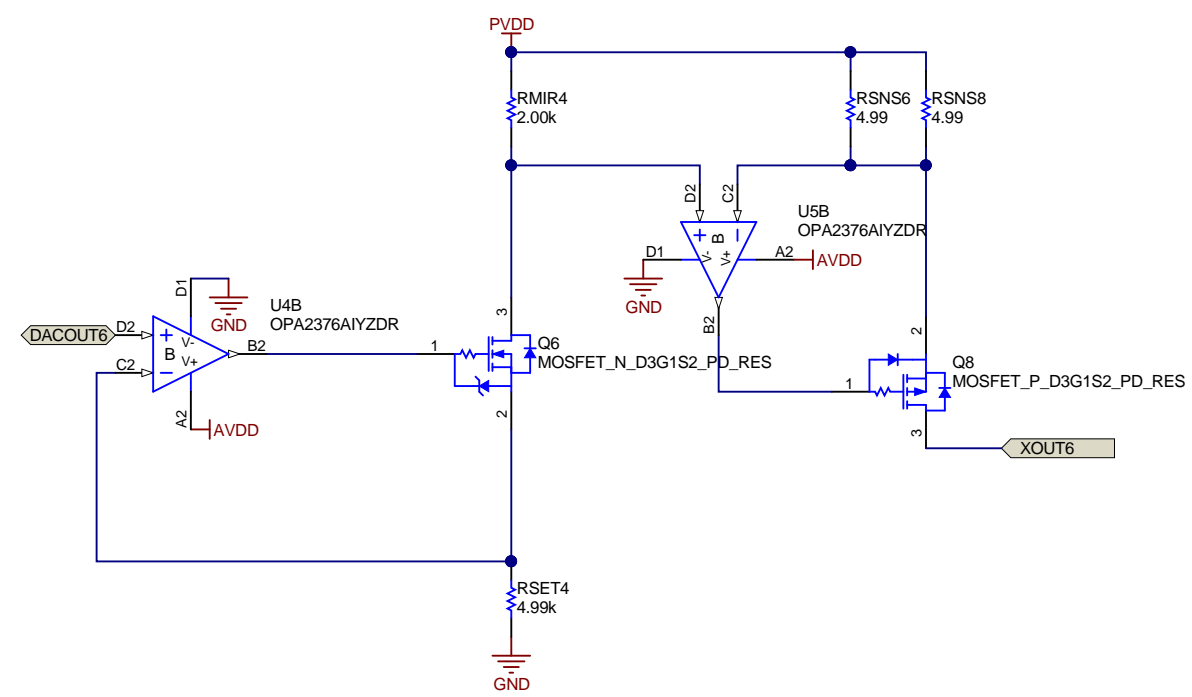 PVDD
RMIR4
2.00k
RSNS6
4.99
RSNS8
4.99
D2
C2
U5B
OPA2376AIYZDR
+
B
−
D1
V-
V+
A2
AVDD
GND
B2
D1
GND
U4B
OPA2376AIYZDR
DACOUT6
D2
+
V-
B
V+
B2
C2
−
A2
AVDD
3
1
Q6
MOSFET_N_D3G1S2_PD_RES
2
2
Q8
MOSFET_P_D3G1S2_PD_RES
1
3
XOUT6
RSET4
4.99k
GND